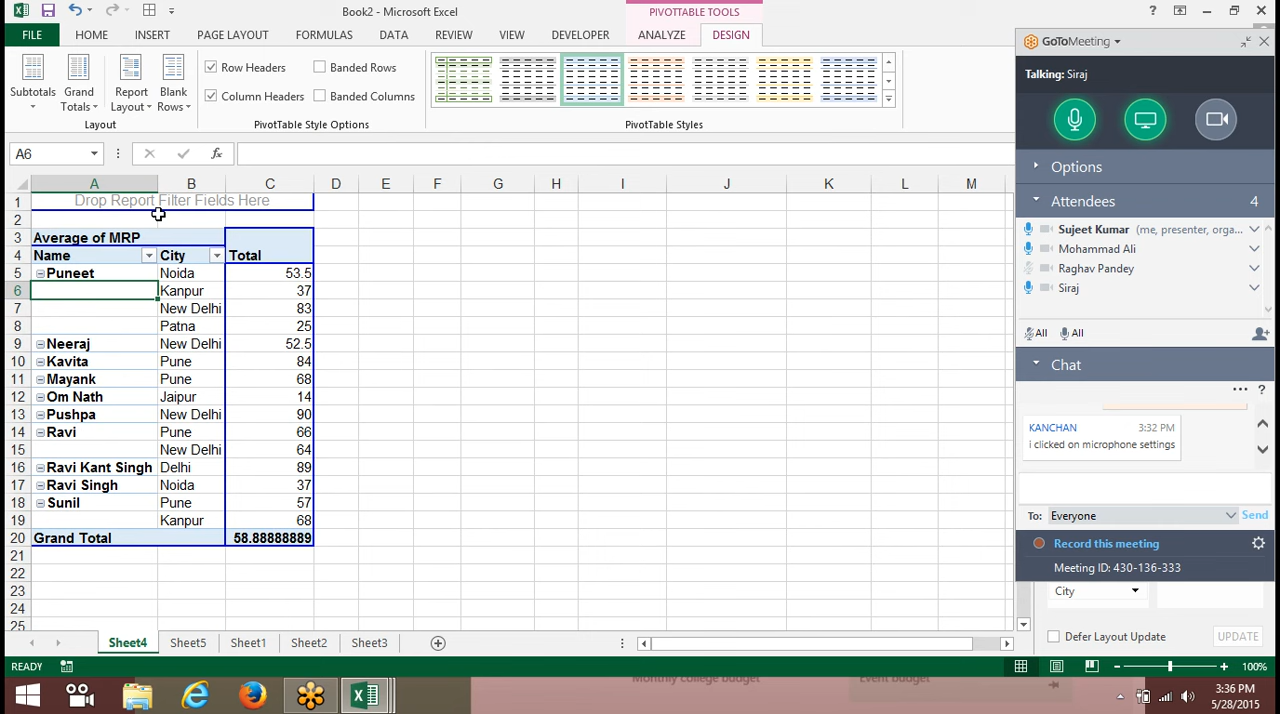 Book2 - Microsoft Excel
PIVOTTABLE TOOLS
?
FILE HOME INSERT PAGE LAYOUT FORMULAS DATA REVIEW VIEW DEVELOPER ANALYZE DESIGN
Subtotals
Grand Totals
Report Layout
Blank Rows
Layout
Row Headers
Banded Rows
Column Headers
Banded Columns
PivotTable Style Options
PivotTable Styles
A6
fx
A B C D E F G H I J K L M
1 Drop Report Filter Fields Here
2
3 Average of MRP
4 Name City Total
5 Puneet Noida 53.5
6 Kanpur 37
7 New Delhi 83
8 Patna 25
9 Neeraj New Delhi 52.5
10 Kavita Pune 84
11 Mayank Pune 68
12 Om Nath Jaipur 14
13 Pushpa New Delhi 90
14 Ravi Pune 66
15 New Delhi 64
16 Ravi Kant Singh Delhi 89
17 Ravi Singh Noida 37
18 Sunil Pune 57
19 Kanpur 68
20 Grand Total 58.88888889
21
22
23
24
25
Sheet4 Sheet5 Sheet1 Sheet2 Sheet3
READY
100%
GoToMeeting
Talking: Siraj
Options
Attendees 4
Sujeet Kumar (me, presenter, orga...
Mohammad Ali
Raghav Pandey
Siraj
All All
Chat
... ?
KANCHAN 3:32 PM
i clicked on microphone settings
To: Everyone Send
Record this meeting
Meeting ID: 430-136-333
City
Defer Layout Update UPDATE
Monthly college budget
Event budget
3:36 PM
5/28/2015